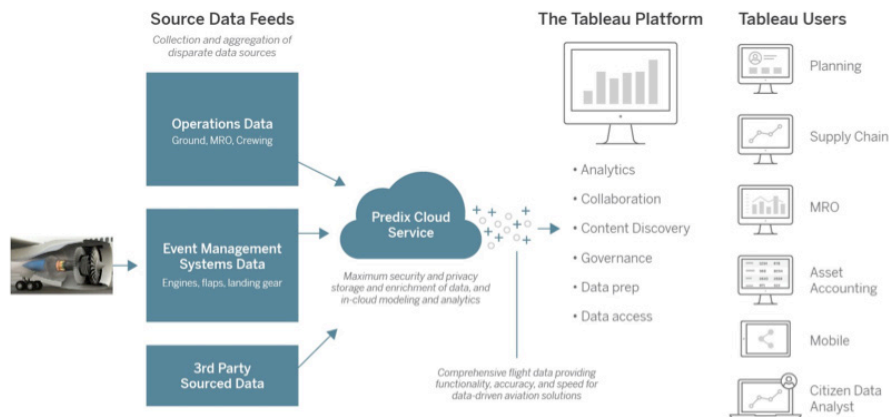 Source Data Feeds
Collection and aggregation of
disparate data sources
Operations Data
Ground, MRO, Crewing
Event Management
Systems Data
Engines, flaps, landing gear
3rd Party
Sourced Data
Predix Cloud
Service
Maximum security and privacy
storage and enrichment of data, and
in-cloud modeling and analytics
Comprehensive flight data providing
functionality, accuracy, and speed for
data-driven aviation solutions
The Tableau Platform
• Analytics
• Collaboration
• Content Discovery
• Governance
• Data prep
• Data access
Tableau Users
Planning
Supply Chain
MRO
Asset
Accounting
Mobile
Citizen Data
Analyst